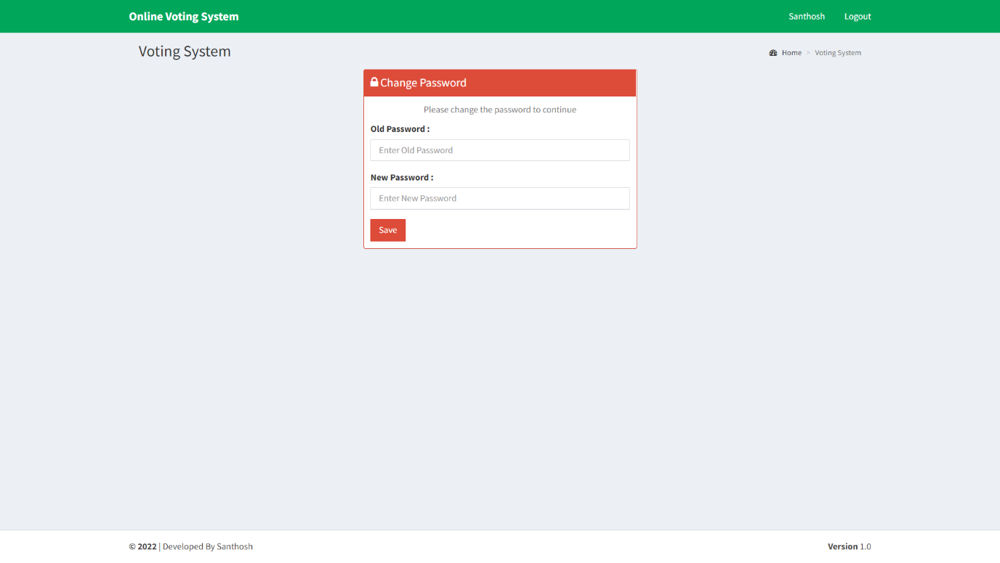 Online Voting System Santhosh Logout
Voting System Home > Voting System
Change Password
Please change the password to continue
Old Password :
Enter Old Password
New Password :
Enter New Password
Save
© 2022 | Developed By Santhosh Version 1.0